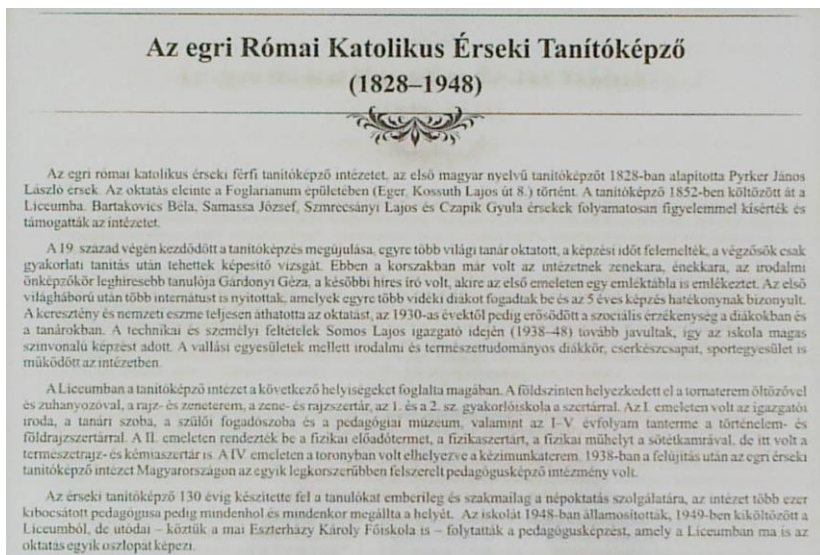 Az egri Római Katolikus Érseki Tanítóképző
(1828–1948)
Az egri római katolikus érseki férfi tanítóképző intézetet, az első magyar nyelvű tanítóképzőt 1828-ban alapította Pyrker János
László érsek. Az oktatás eleinte a Foglarianum épületében (Eger, Kossuth Lajos út 8.) történt. A tanítóképző 1852-ben költözött át a
Líceumba. Bartakovics Béla, Samassa József, Szmrecsányi Lajos és Czapik Gyula érsekek folyamatosan figyelemmel kísérték és
támogatták az intézetet.
A 19. század végén kezdődött a tanítóképzés megújulása, egyre több világi tanár oktatott, a képzési időt felemelték, a végzősök csak
gyakorlati tanítás után tehettek képesítő vizsgát. Ebben a korszakban már volt az intézetnek zenekara, énekkara, az irodalmi
önképzőkör leghíresebb tanulója Gárdonyi Géza, a későbbi híres író volt, akire az első emeleten egy emléktábla is emlékeztet. Az első
világháború után több internátust is nyitottak, amelyek egyre több vidéki diákot fogadtak be és az 5 éves képzés hatékonynak bizonyult.
A keresztény és nemzeti eszme teljesen áthatotta az oktatást, az 1930-as évektől pedig erősödött a szociális érzékenység a diákokban és
a tanárokban. A technikai és személyi feltételek Somos Lajos igazgató idején (1938–48) tovább javultak, így az iskola magas
színvonalú képzést adott. A vallási egyesületek mellett irodalmi és természettudományos diákkör, cserkészcsapat, sportegyesület is
működött az intézetben.
A Líceumban a tanítóképző intézet a következő helyiségeket foglalta magában. A földszinten helyezkedett el a tornaterem öltözővel
és zuhanyozóval, a rajz- és zeneterem, a zene- és rajzszertár, az 1. és a 2. sz. gyakorlóiskola a szertárral. Az I. emeleten volt az igazgatói
iroda, a tanári szoba, a szülői fogadószoba és a pedagógiai múzeum, valamint az I–V. évfolyam tanterme a történelem- és
földrajzszertárral. A II. emeleten rendezték be a fizikai előadótermet, a fizikaszertárt, a fizikai műhelyt a sötétkamrával, de itt volt a
természetrajz- és kémiaszertár is. A IV. emeleten a toronyban volt elhelyezve a kézimunkaterem. 1938-ban a felújítás után az egri érseki
tanítóképző intézet Magyarországon az egyik legkorszerűbben felszerelt pedagógusképző intézmény volt.
Az érseki tanítóképző 130 évig készítette fel a tanulókat emberileg és szakmailag a népoktatás szolgálatára, az intézet több ezer
kibocsátott pedagógusa pedig mindenhol és mindenkor megállta a helyét. Az iskolát 1948-ban államosították, 1949-ben kiköltözött a
Líceumból, de utódai – köztük a mai Eszterházy Károly Főiskola is – folytatták a pedagógusképzést, amely a Líceumban ma is az
oktatás egyik oszlopát képezi.